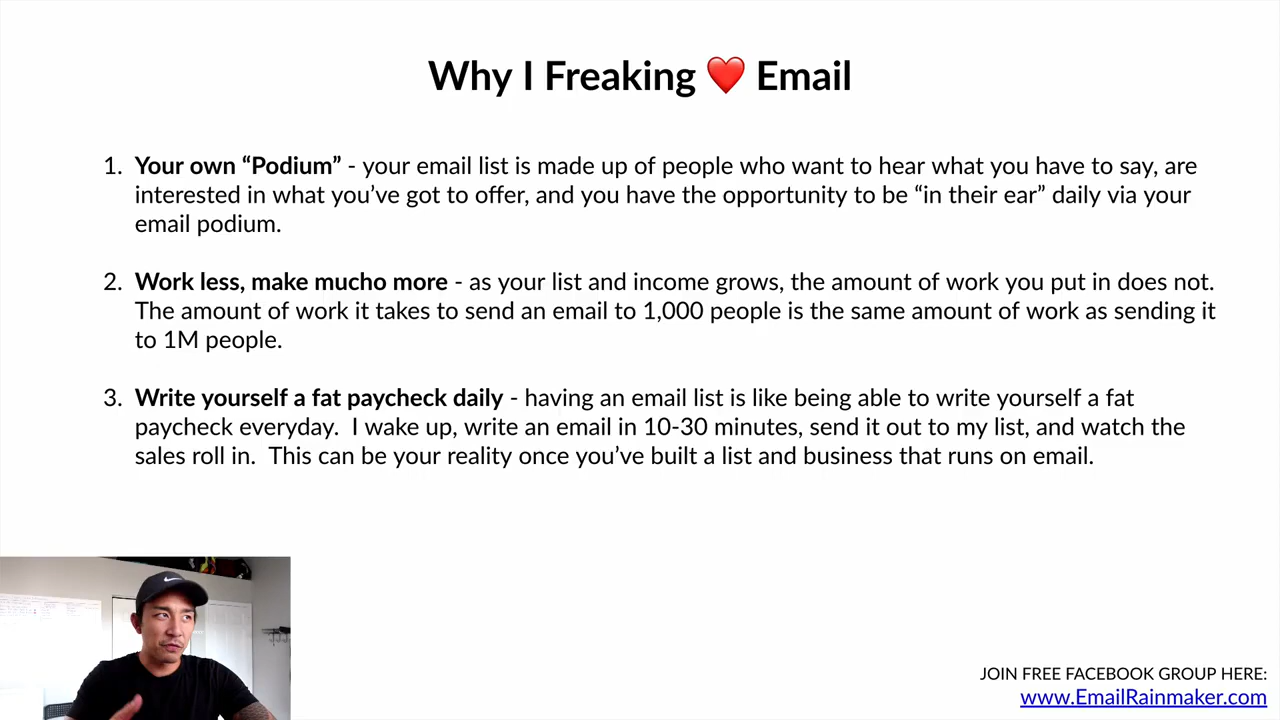 Why I Freaking ❤️ Email
1. Your own “Podium” - your email list is made up of people who want to hear what you have to say, are
interested in what you’ve got to offer, and you have the opportunity to be “in their ear” daily via your
email podium.
2. Work less, make mucho more - as your list and income grows, the amount of work you put in does not.
The amount of work it takes to send an email to 1,000 people is the same amount of work as sending it
to 1M people.
3. Write yourself a fat paycheck daily - having an email list is like being able to write yourself a fat
paycheck everyday.  I wake up, write an email in 10-30 minutes, send it out to my list, and watch the
sales roll in.  This can be your reality once you’ve built a list and business that runs on email.
JOIN FREE FACEBOOK GROUP HERE:
www.EmailRainmaker.com